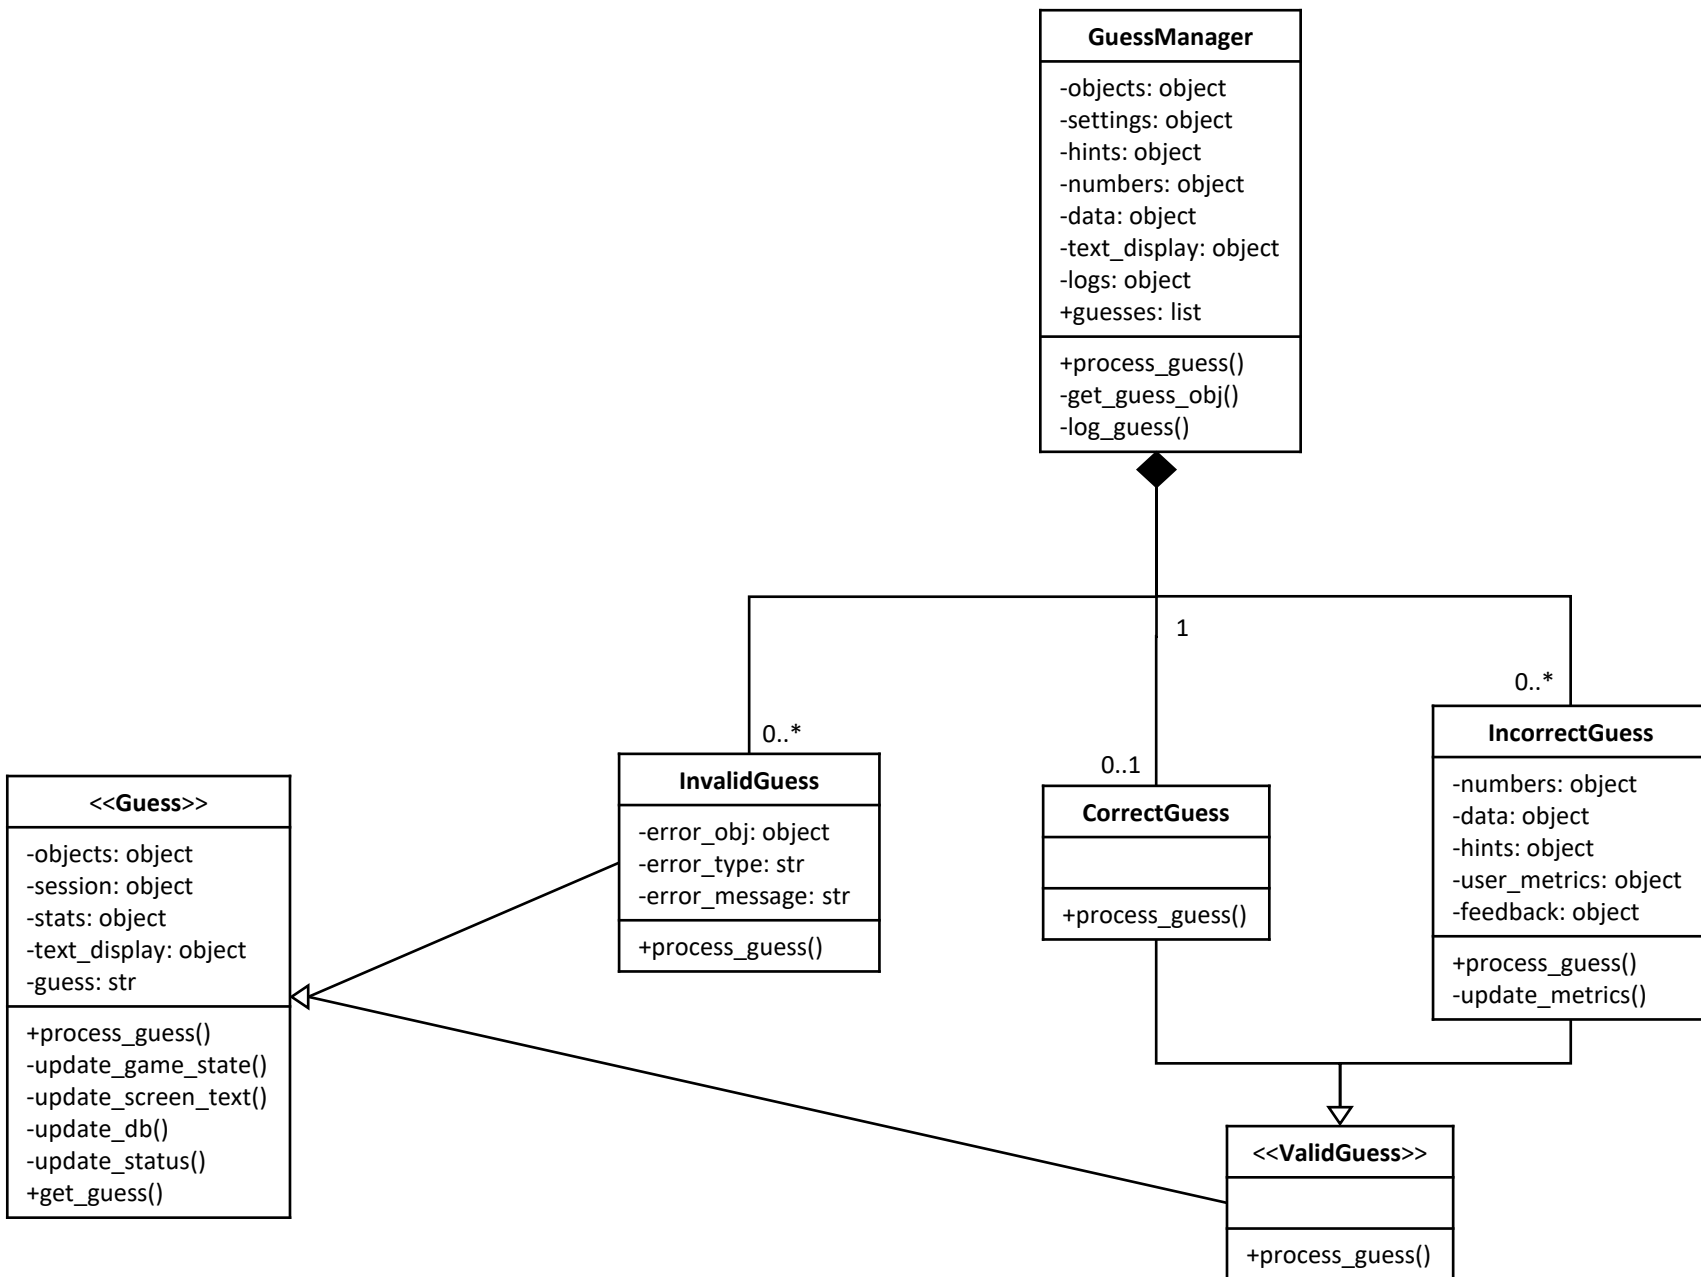 GuessManager
-objects: object
-settings: object
-hints: object
-numbers: object
-data: object
-text_display: object
-logs: object
+guesses: list
+process_guess()
-get_guess_obj()
-log_guess()
1
0..*
0..1
0..*
InvalidGuess
-error_obj: object
-error_type: str
-error_message: str
+process_guess()
CorrectGuess
+process_guess()
IncorrectGuess
-numbers: object
-data: object
-hints: object
-user_metrics: object
-feedback: object
+process_guess()
-update_metrics()
<<Guess>>
-objects: object
-session: object
-stats: object
-text_display: object
-guess: str
+process_guess()
-update_game_state()
-update_screen_text()
-update_db()
-update_status()
+get_guess()
<<ValidGuess>>
+process_guess()